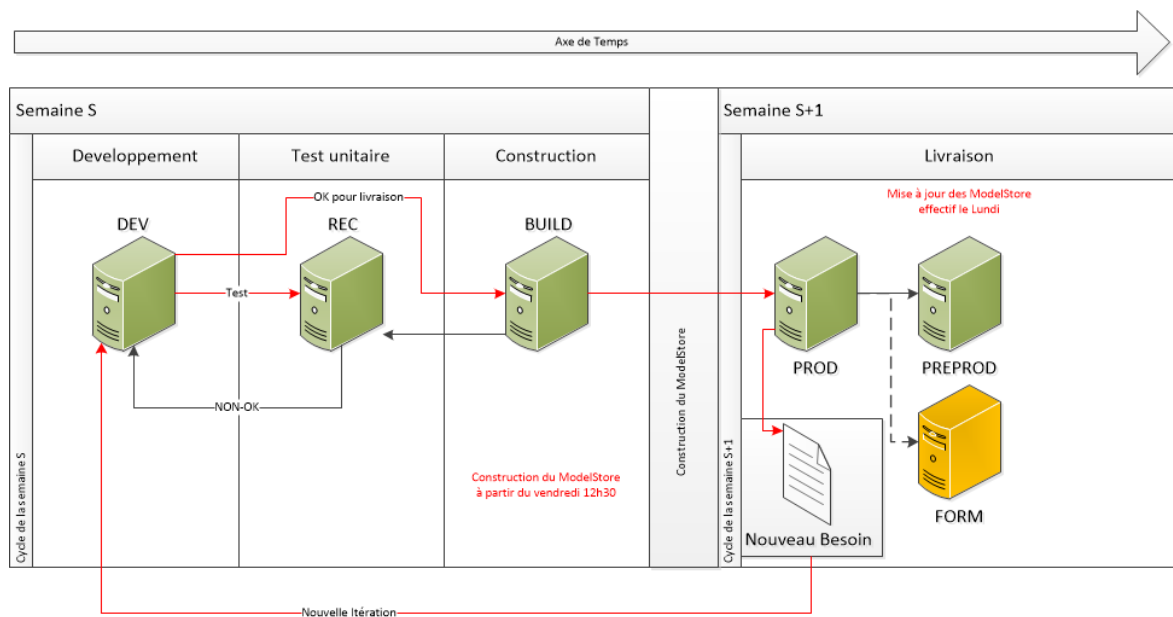 Axe de Temps
Semaine S
Semaine S+1
Developpement
Test unitaire
Construction
Livraison
OK pour livraison
Mise à jour des ModelStore
effectif le Lundi
DEV
REC
BUILD
Test
PROD
PREPROD
NON-OK
Construction du ModelStore
Construction du ModelStore
à partir du vendredi 12h30
Cycle de la semaine S
Cycle de la semaine S+1
FORM
Nouveau Besoin
Nouvelle Itération